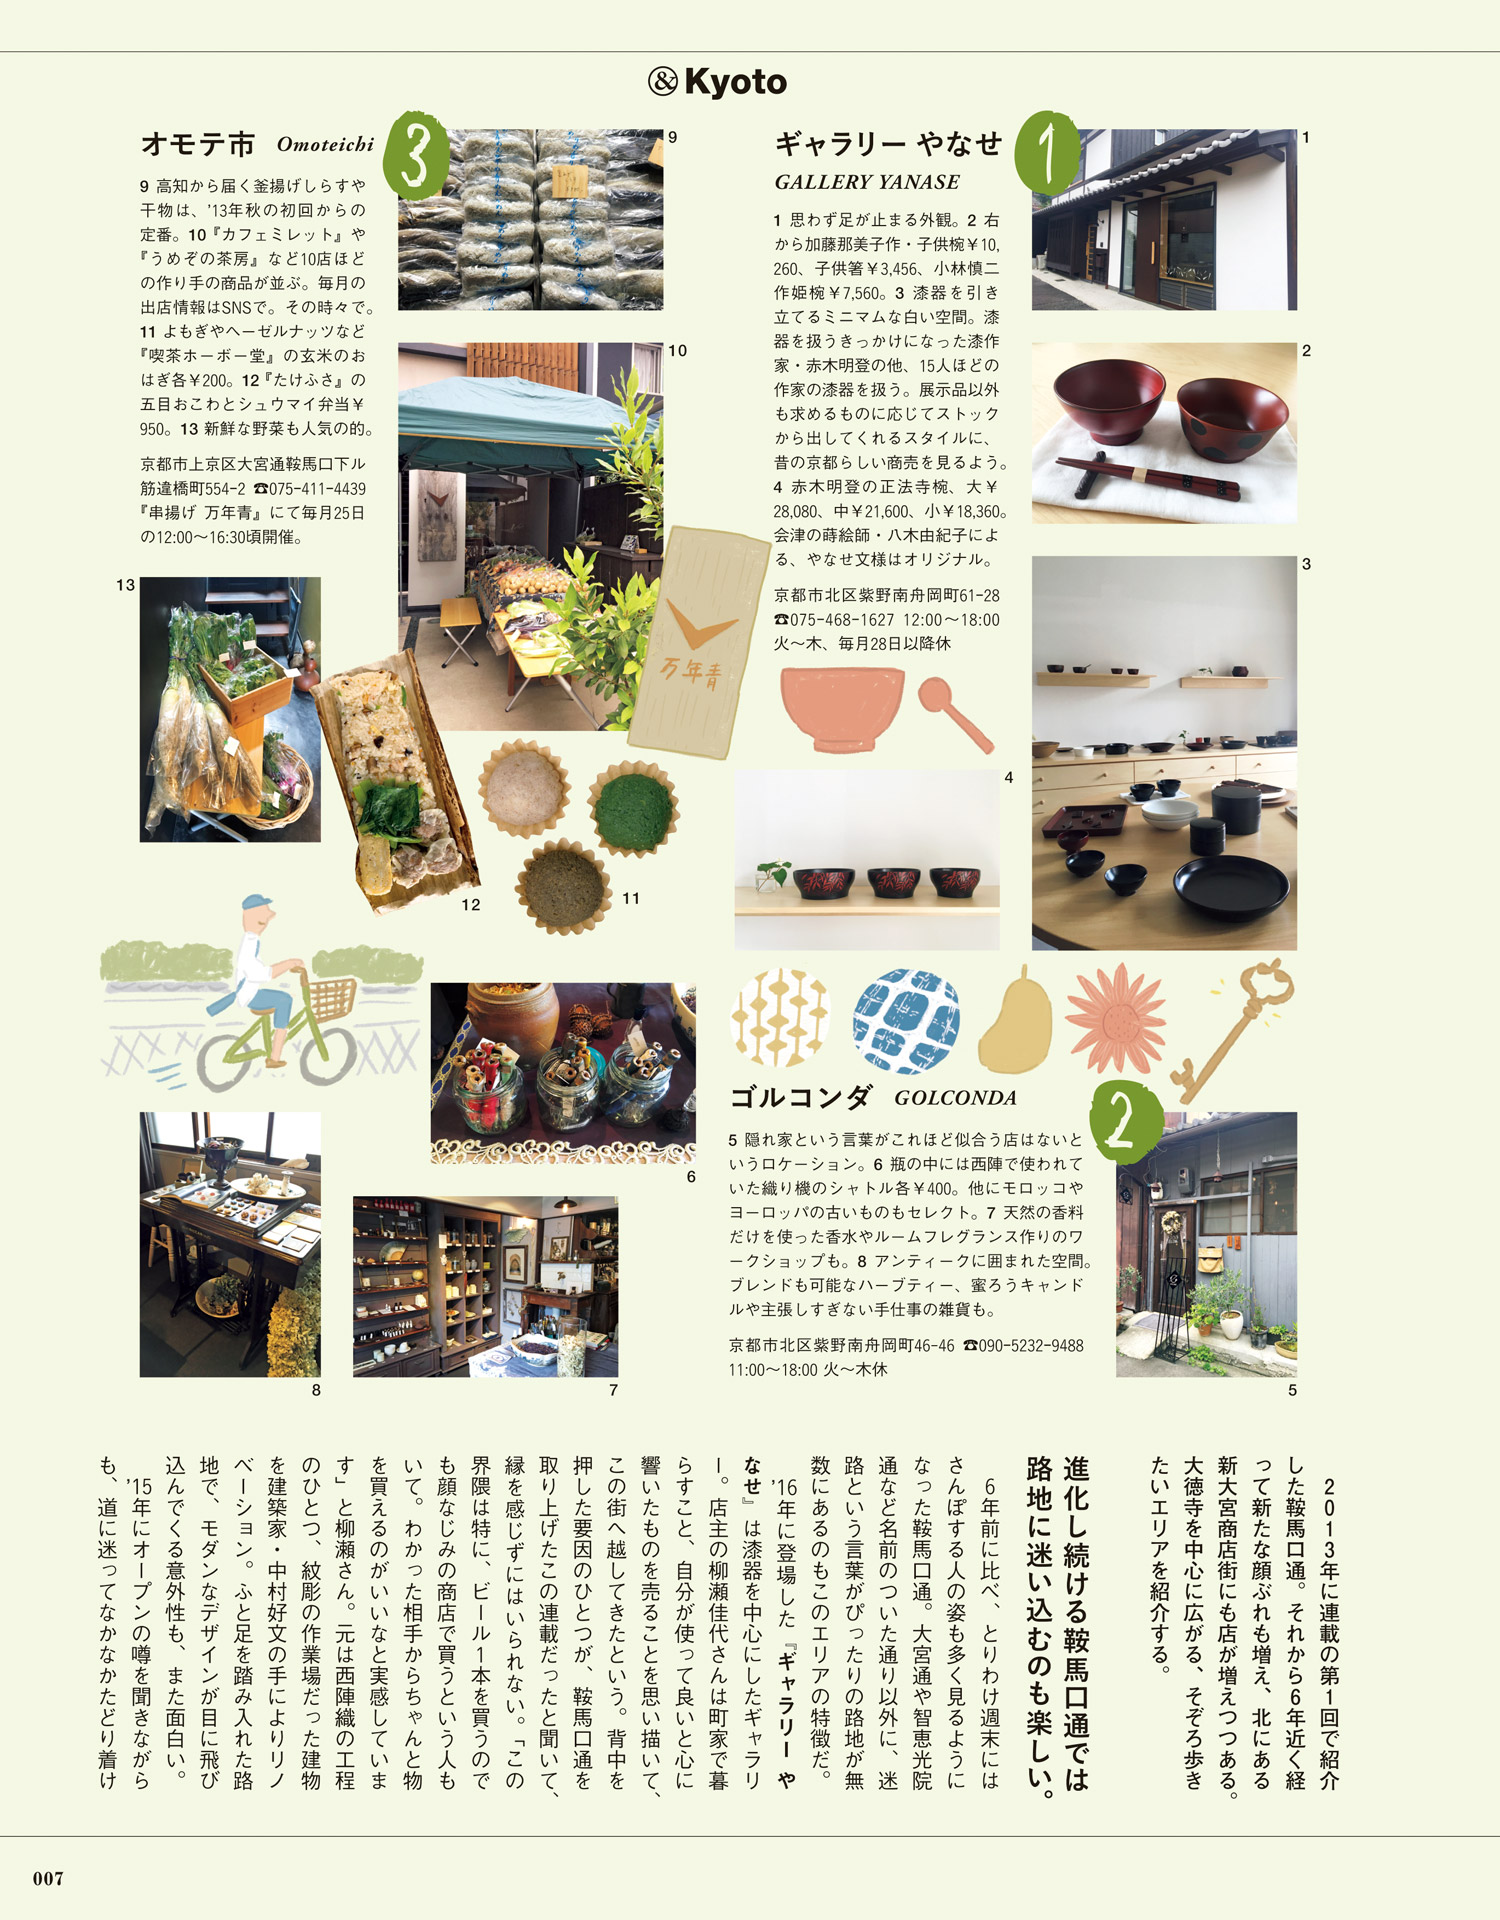 &Kyoto
ギャラリー やなせ
GALLERY YANASE
1
1 思わず足が止まる外観。2 右
から加藤那美子作・子供椀￥10,
260、子供箸￥3,456、小林慎二
作姫椀￥7,560。3 漆器を引き
立てるミニマムな白い空間。漆
器を扱うきっかけになった漆作
家・赤木明登の他、15人ほどの
作家の漆器を扱う。展示品以外
も求めるものに応じてストック
から出してくれるスタイルに、
昔の京都らしい商売を見るよう。
4 赤木明登の正法寺椀、大￥
28,080、中￥21,600、小￥18,360。
会津の蒔絵師・八木由紀子によ
る、やなせ文様はオリジナル。
京都市北区紫野南舟岡町61-28
☎075-468-1627 12:00〜18:00
火〜木、毎月28日以降休
1
2
3
4
ゴルコンダ GOLCONDA
2
5 隠れ家という言葉がこれほど似合う店はないと
いうロケーション。6 瓶の中には西陣で使われて
いた織り機のシャトル各￥400。他にモロッコや
ヨーロッパの古いものもセレクト。7 天然の香料
だけを使った香水やルームフレグランス作りのワ
ークショップも。8 アンティークに囲まれた空間。
ブレンドも可能なハーブティー、蜜ろうキャンド
ルや主張しすぎない手仕事の雑貨も。
京都市北区紫野南舟岡町46-46 ☎090-5232-9488
11:00〜18:00 火〜木休
5
6
7
8
オモテ市 Omoteichi
3
9 高知から届く釜揚げしらすや
干物は、’13年秋の初回からの
定番。10『カフェミレット』や
『うめぞの茶房』など10店ほど
の作り手の商品が並ぶ。毎月の
出店情報はSNSで。その時々で。
11 よもぎやヘーゼルナッツなど
『喫茶ホーボー堂』の玄米のお
はぎ各￥200。12『たけふさ』の
五目おこわとシュウマイ弁当￥
950。13 新鮮な野菜も人気の的。
京都市上京区大宮通鞍馬口下ル
筋違橋町554-2 ☎075-411-4439
『串揚げ 万年青』にて毎月25日
の12:00〜16:30頃開催。
9
10
万年青
11
12
13
2013年に連載の第1回で紹介
した鞍馬口通。それから6年近く経
って新たな顔ぶれも増え、北にある
新大宮商店街にも店が増えつつある。
大徳寺を中心に広がる、そぞろ歩き
たいエリアを紹介する。
進化し続ける鞍馬口通では
路地に迷い込むのも楽しい。
6年前に比べ、とりわけ週末には
さんぽする人の姿も多く見るように
なった鞍馬口通。大宮通や智恵光院
通など名前のついた通り以外に、迷
路という言葉がぴったりの路地が無
数にあるのもこのエリアの特徴だ。
’16年に登場した『ギャラリー や
なせ』は漆器を中心にしたギャラリ
ー。店主の柳瀬佳代さんは町家で暮
らすこと、自分が使って良いと心に
響いたものを売ることを思い描いて、
この街へ越してきたという。背中を
押した要因のひとつが、鞍馬口通を
取り上げたこの連載だったと聞いて、
縁を感じずにはいられない。「この
界隈は特に、ビール1本を買うので
も顔なじみの商店で買うという人も
いて。わかった相手からちゃんと物
を買えるのがいいなと実感していま
す」と柳瀬さん。元は西陣織の工程
のひとつ、紋彫の作業場だった建物
を建築家・中村好文の手によりリノ
ベーション。ふと足を踏み入れた路
地で、モダンなデザインが目に飛び
込んでくる意外性も、また面白い。
’15年にオープンの噂を聞きながら
も、道に迷ってなかなかたどり着け
007